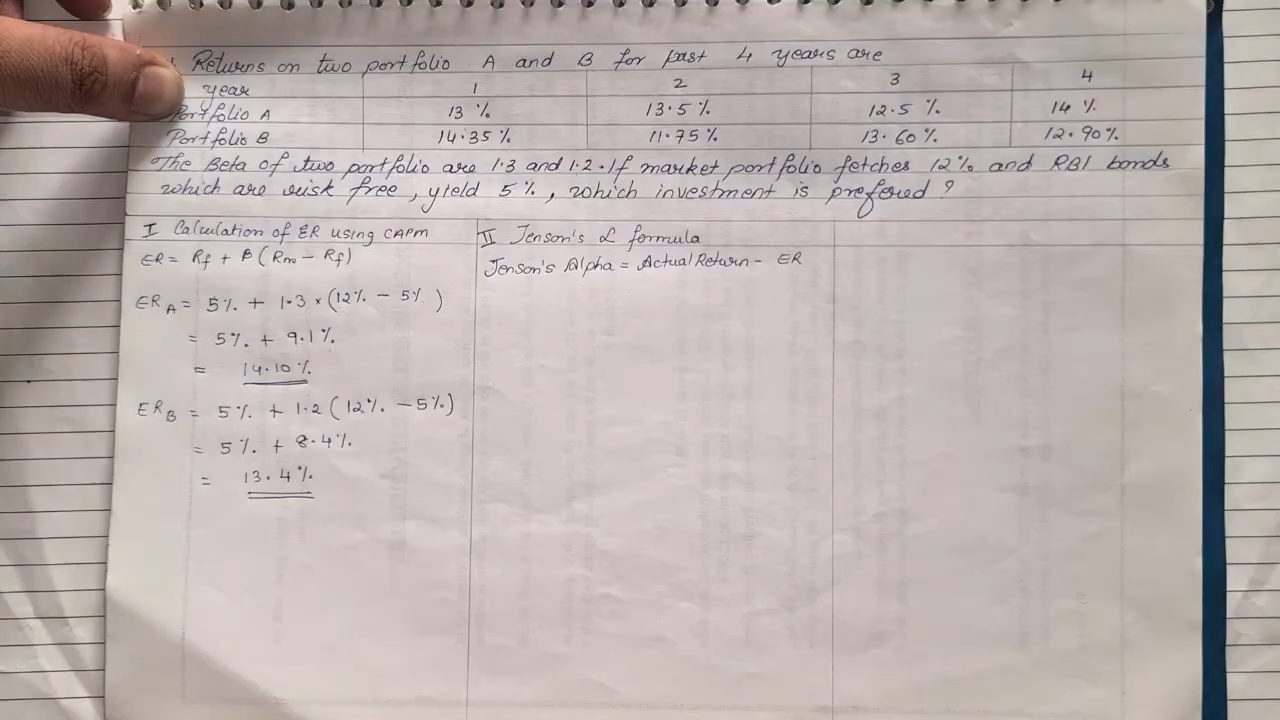 Returns on two portfolio A and B for past 4 years are
year 1 2 3 4
Portfolio A 13 % 13.5 % 12.5 % 14 %
Portfolio B 14.35 % 11.75 % 13.60 % 12.90 %
The Beta of two portfolio are 1.3 and 1.2. If market portfolio fetches 12% and RBI bonds
which are risk free, yield 5 %, which investment is prefered ?
I Calculation of ER using CAPM
ER = Rf + β (Rm - Rf)
ER A = 5% + 1.3 × (12% - 5% )
= 5% + 9.1 %
= 14.10 %
ER B = 5% + 1.2 ( 12% - 5%)
= 5% + 8.4%
= 13.4 %
II Jenson's α formula
Jenson's Alpha = Actual Return - ER